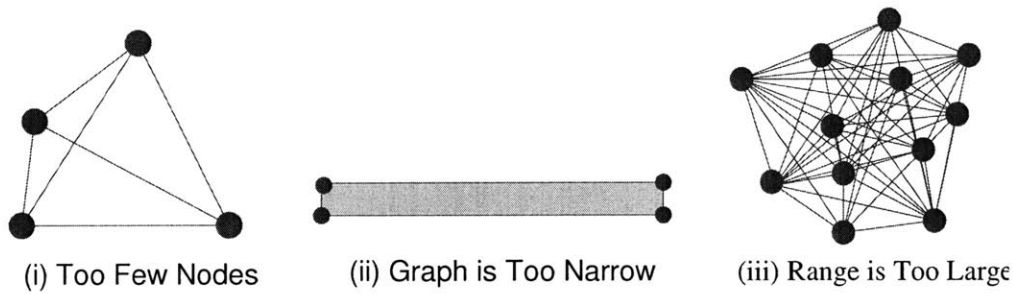 (i) Too Few Nodes
(ii) Graph is Too Narrow
(iii) Range is Too Large